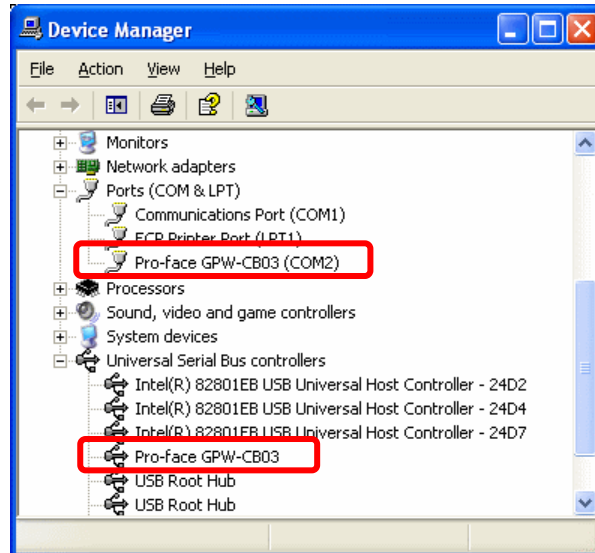 Device Manager
File Action View Help
Monitors
Network adapters
Ports (COM & LPT)
Communications Port (COM1)
ECP Printer Port (LPT1)
Pro-face GPW-CB03 (COM2)
Processors
Sound, video and game controllers
System devices
Universal Serial Bus controllers
Intel(R) 82801EB USB Universal Host Controller - 24D2
Intel(R) 82801EB USB Universal Host Controller - 24D4
Intel(R) 82801EB USB Universal Host Controller - 24D7
Pro-face GPW-CB03
USB Root Hub
USB Root Hub